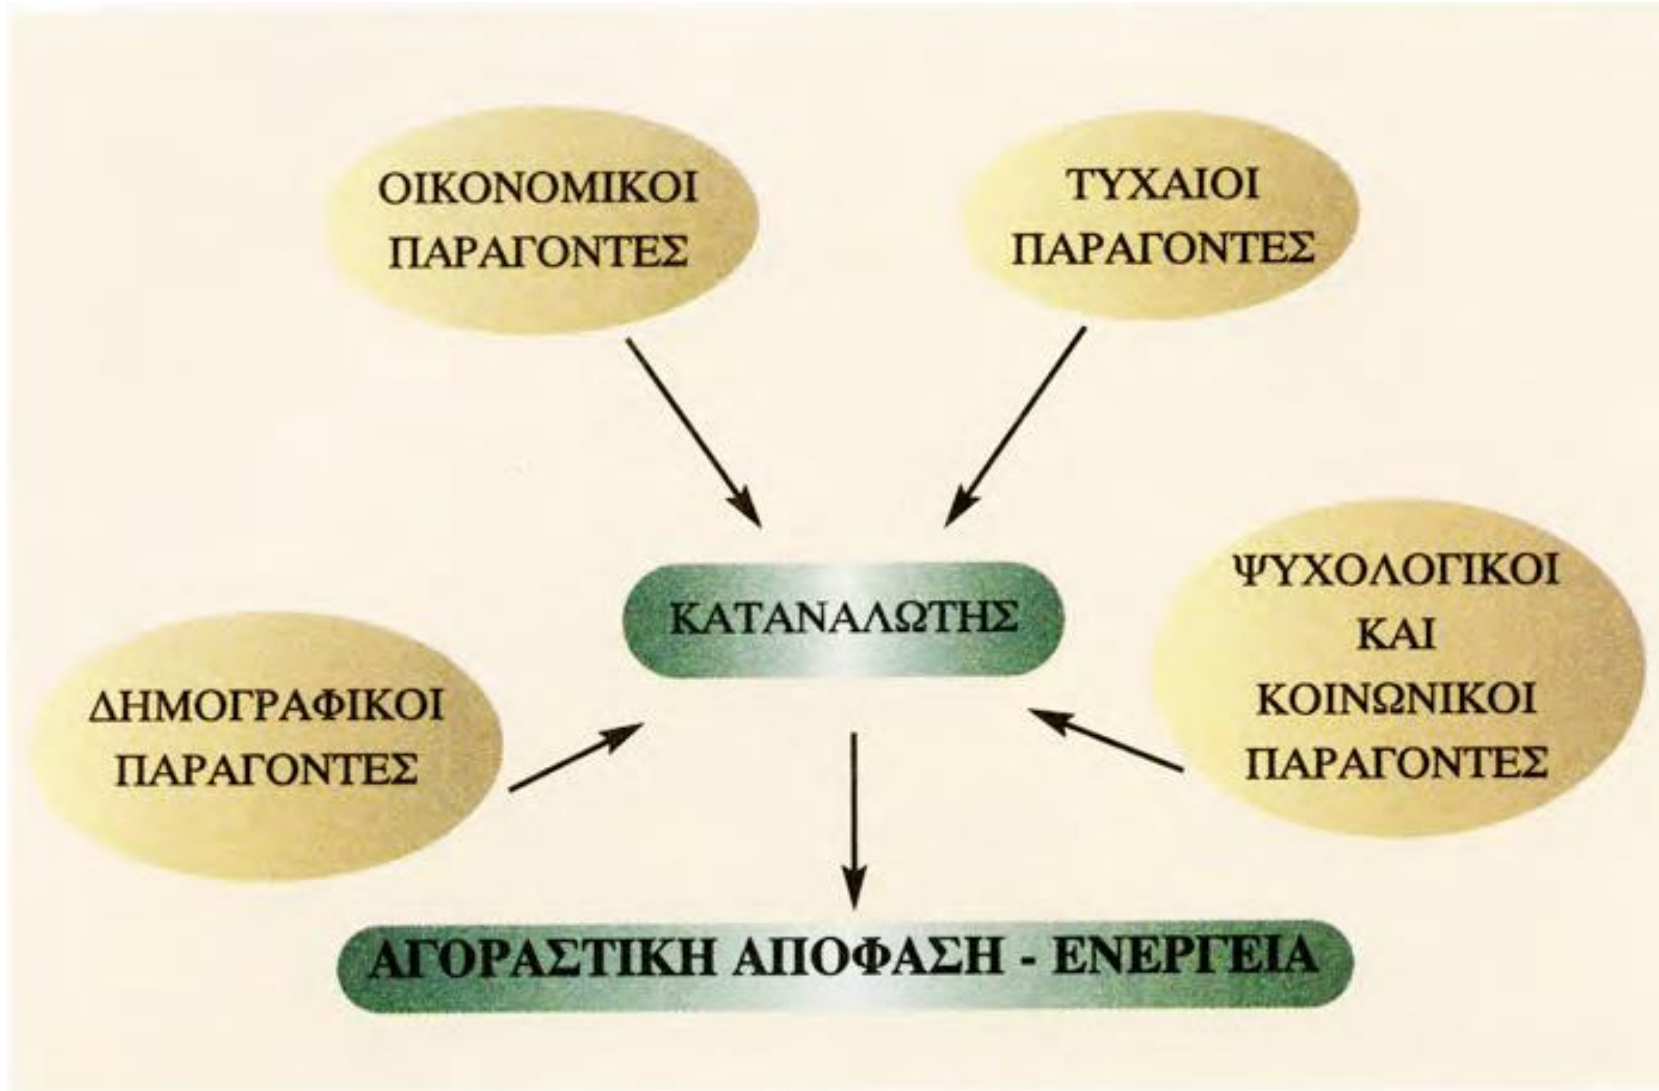 ΟΙΚΟΝΟΜΙΚΟΙ
ΠΑΡΑΓΟΝΤΕΣ
ΤΥΧΑΙΟΙ
ΠΑΡΑΓΟΝΤΕΣ
ΚΑΤΑΝΑΛΩΤΗΣ
ΨΥΧΟΛΟΓΙΚΟΙ
ΚΑΙ
ΚΟΙΝΩΝΙΚΟΙ
ΠΑΡΑΓΟΝΤΕΣ
ΔΗΜΟΓΡΑΦΙΚΟΙ
ΠΑΡΑΓΟΝΤΕΣ
ΑΓΟΡΑΣΤΙΚΗ ΑΠΟΦΑΣΗ - ΕΝΕΡΓΕΙΑ